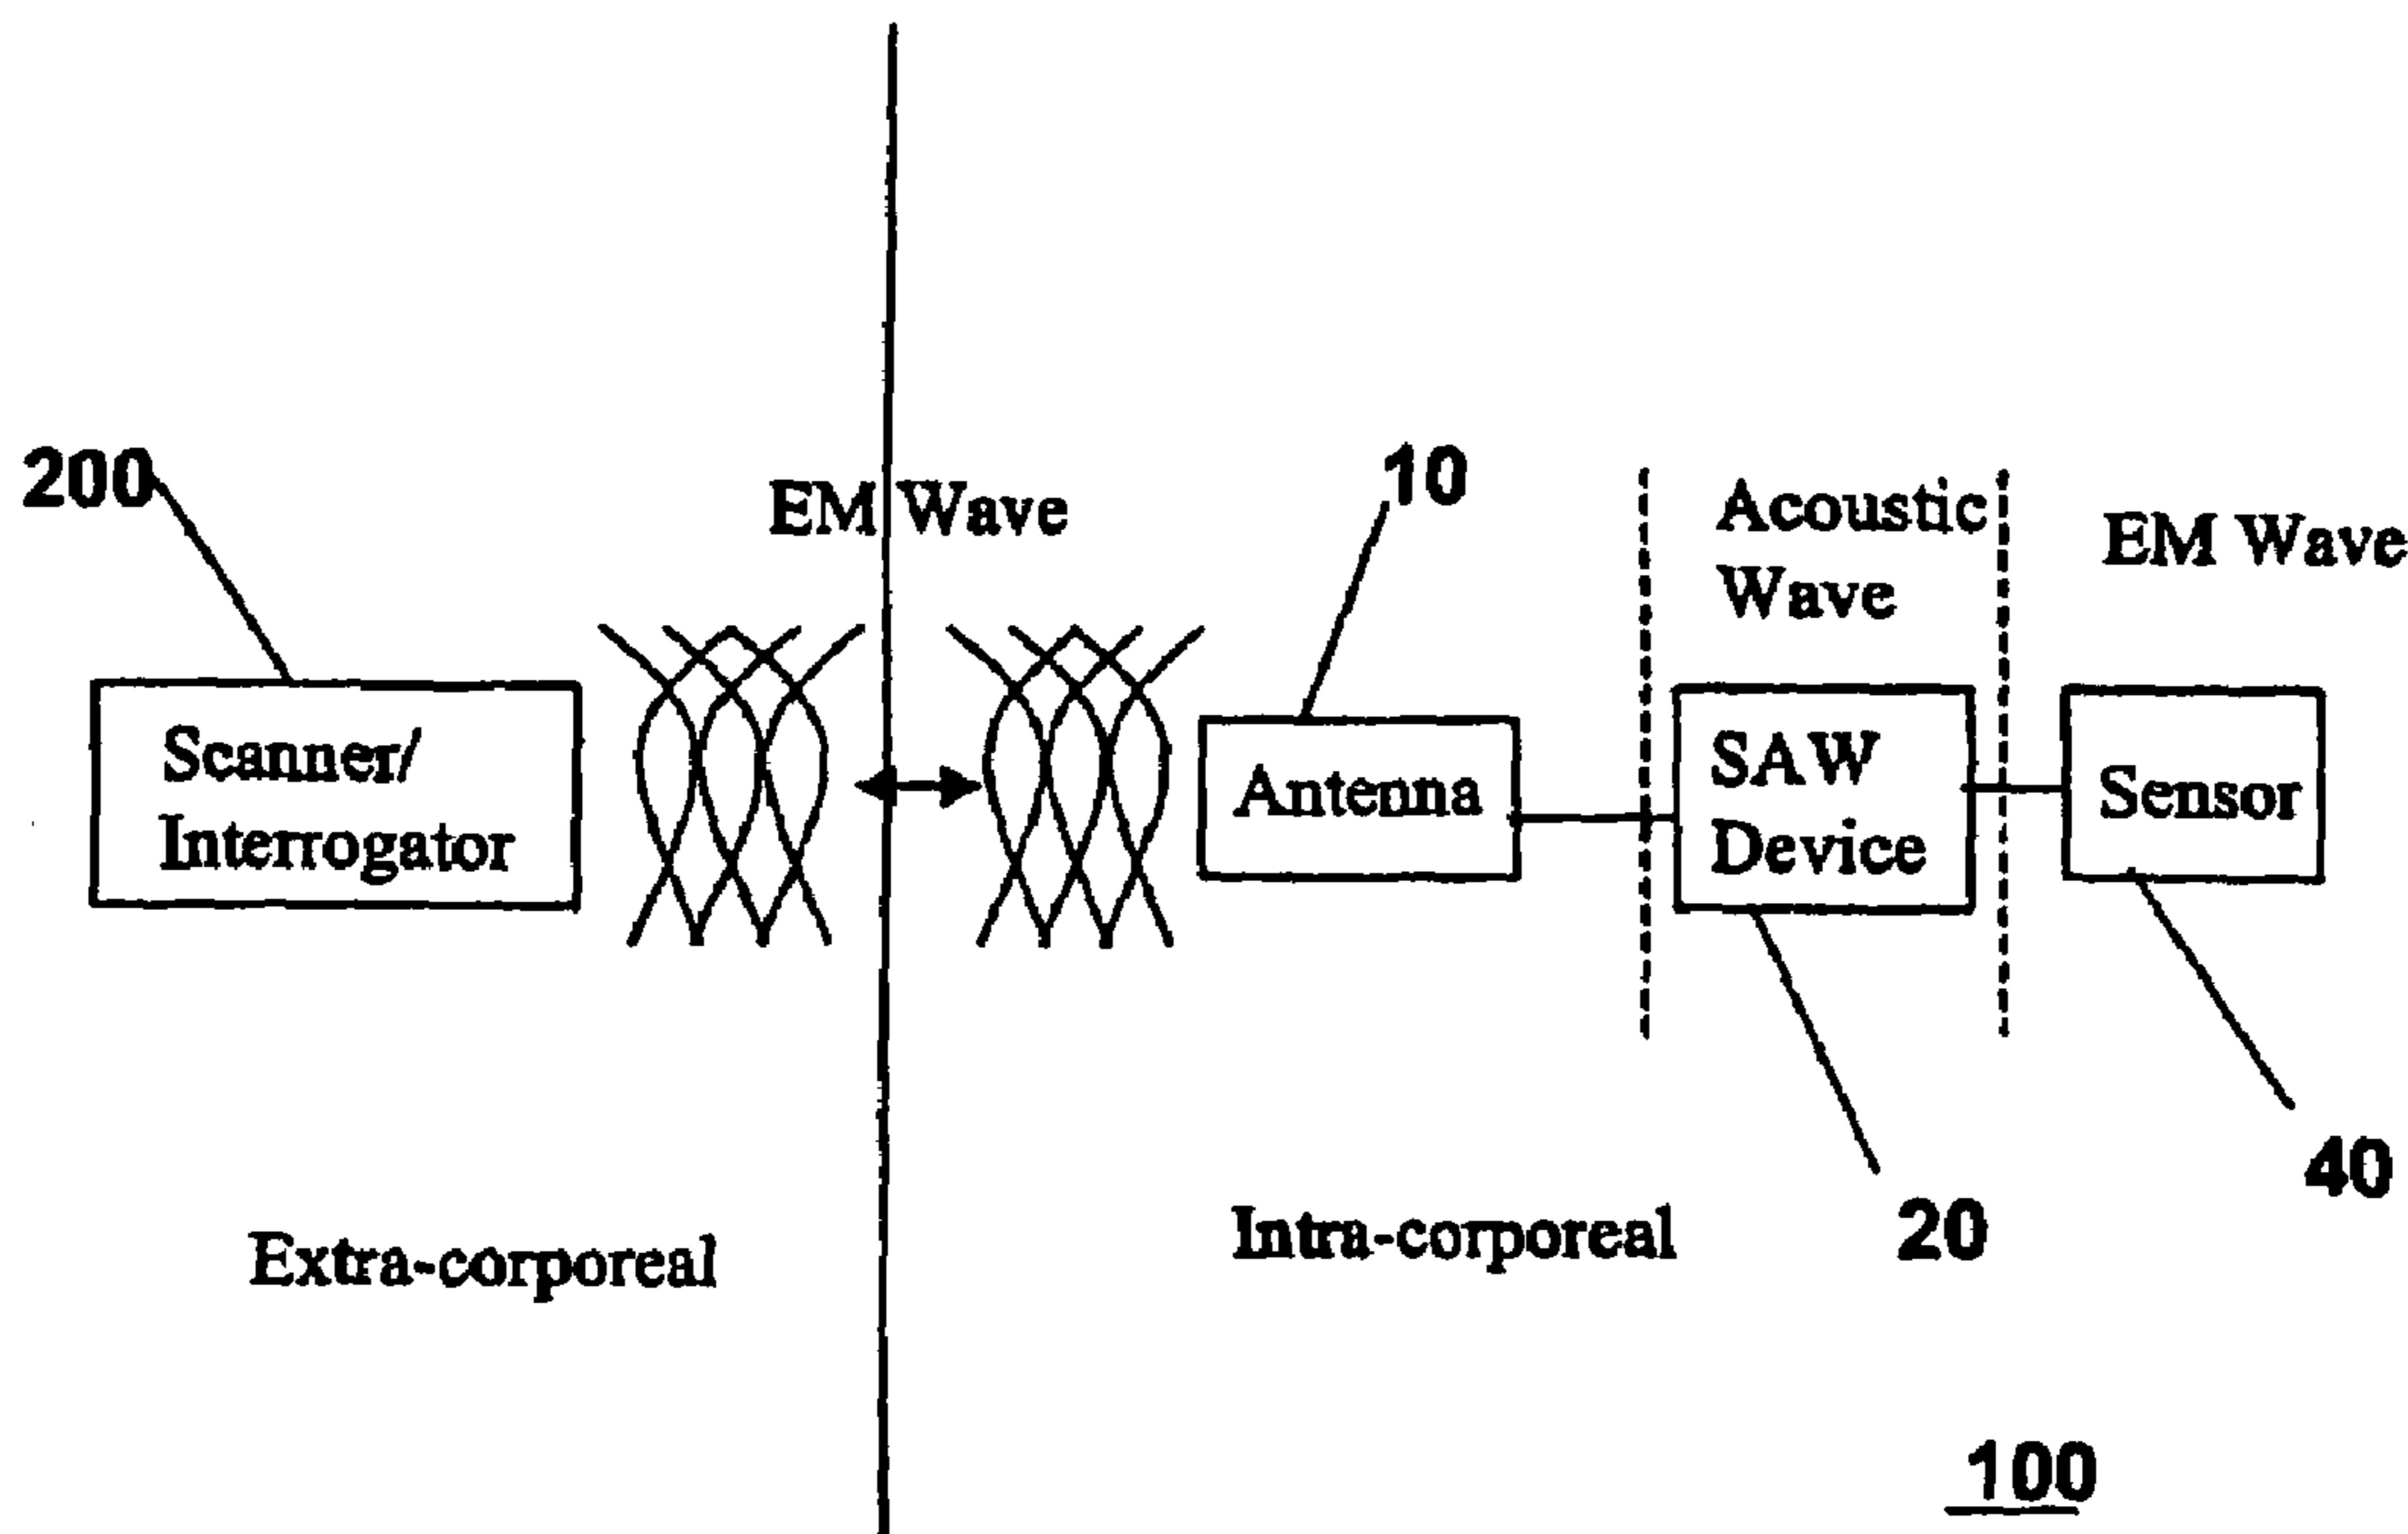 200
EM Wave
10
Acoustic
Wave
EM Wave
Scanner/
Interrogator
Antenna
SAW
Device
Sensor
40
20
Extra-corporeal
Intra-corporeal
100